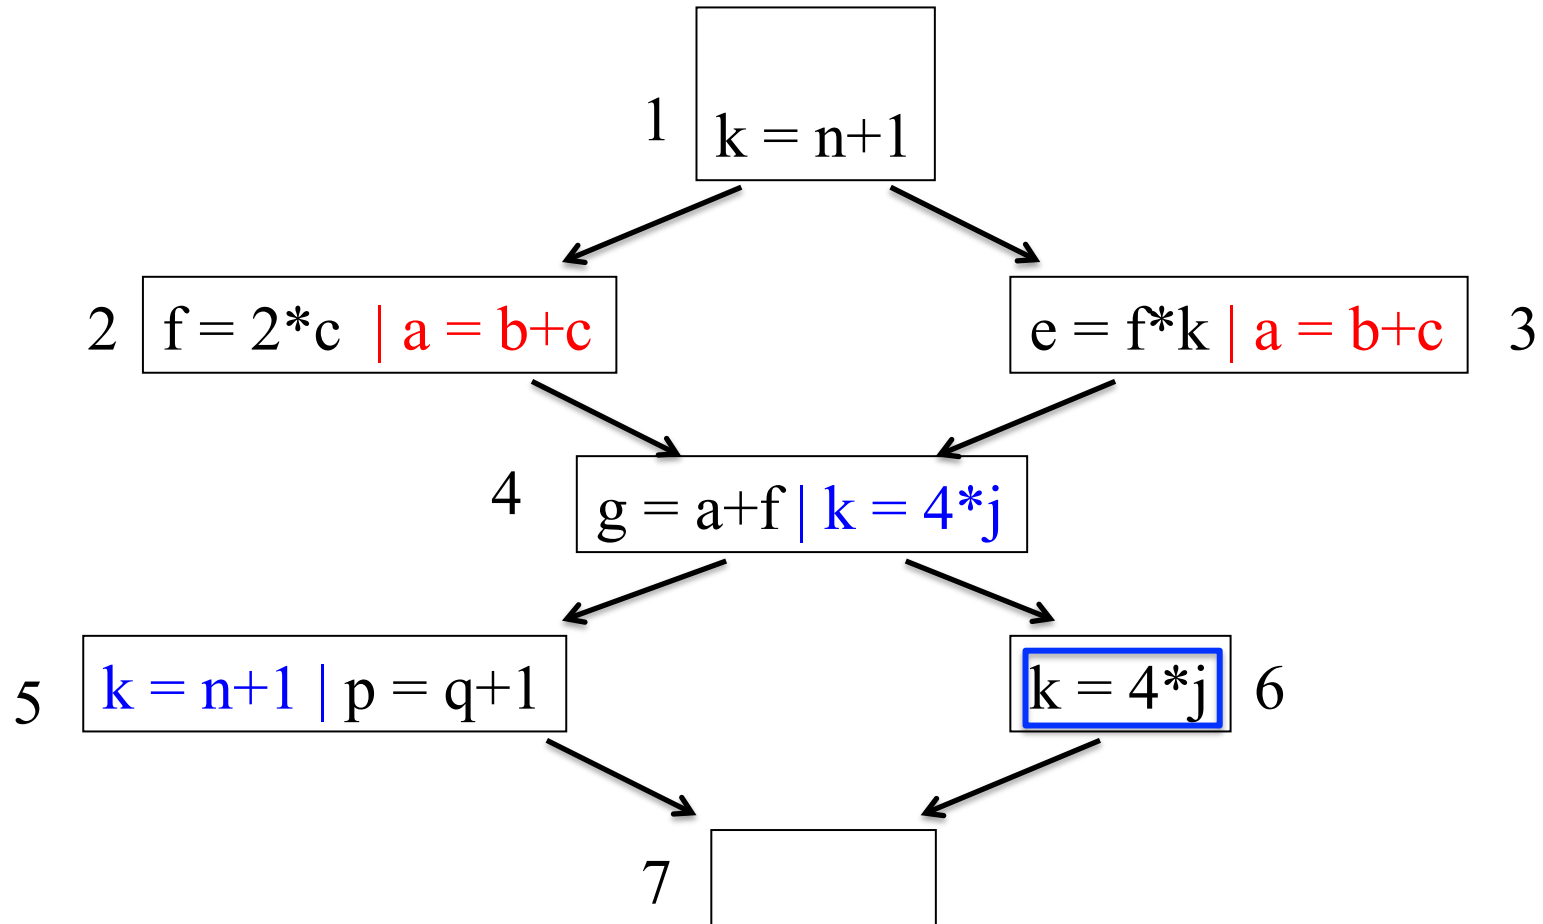 1
k = n+1
2
f = 2*c | a = b+c
e = f*k | a = b+c
3
4
g = a+f | k = 4*j
5
k = n+1 | p = q+1
k = 4*j
6
7